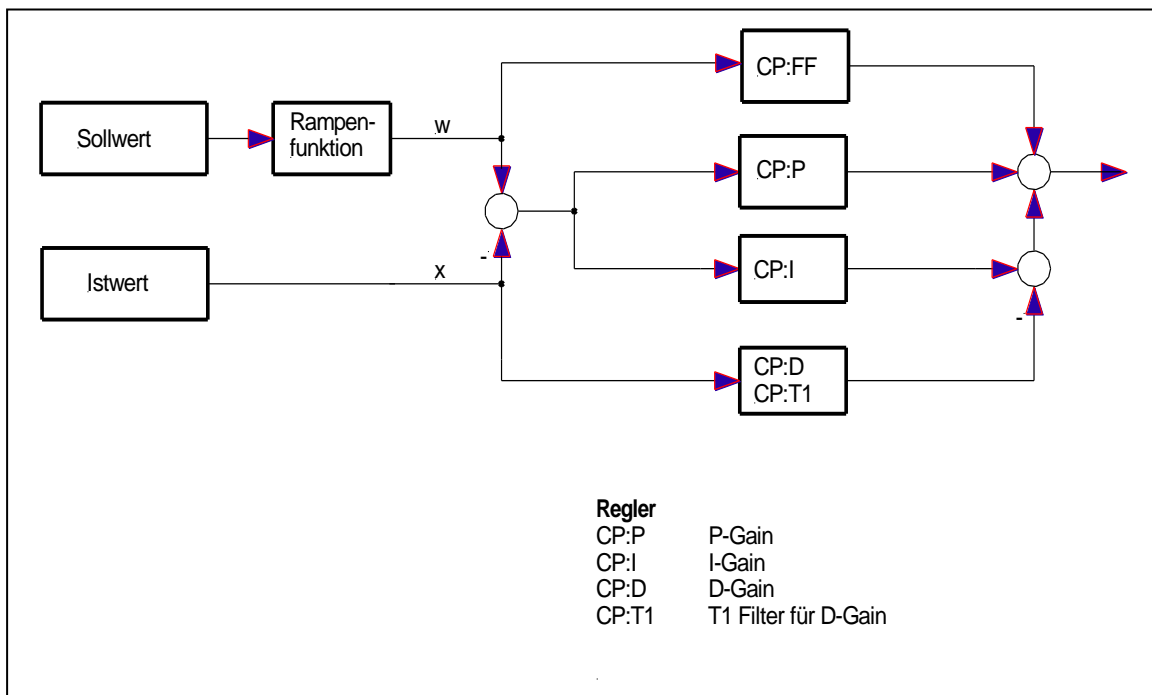 CP:FF
Sollwert
Rampen-
funktion
w
CP:P
-
Istwert
x
CP:I
-
CP:D
CP:T1
Regler
CP:P P-Gain
CP:I I-Gain
CP:D D-Gain
CP:T1 T1 Filter für D-Gain